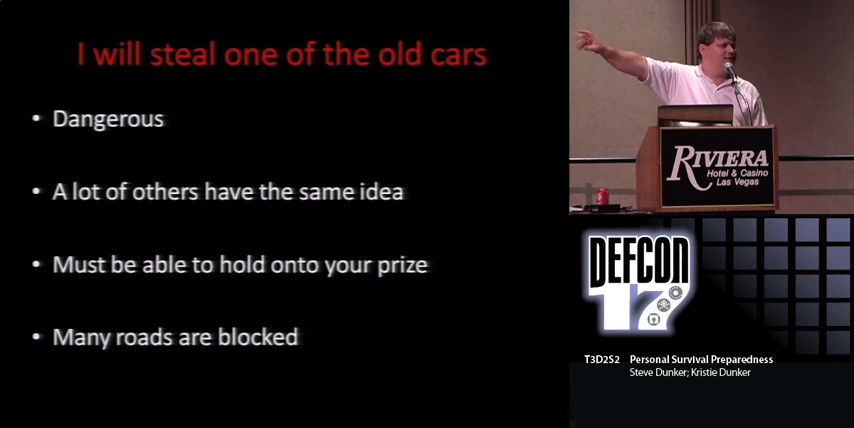 I will steal one of the old cars
• Dangerous
• A lot of others have the same idea
• Must be able to hold onto your prize
• Many roads are blocked
RIVIERA
Hotel & Casino
Las Vegas
DEFCON
17
T3D2S2 Personal Survival Preparedness
Steve Dunker; Kristie Dunker